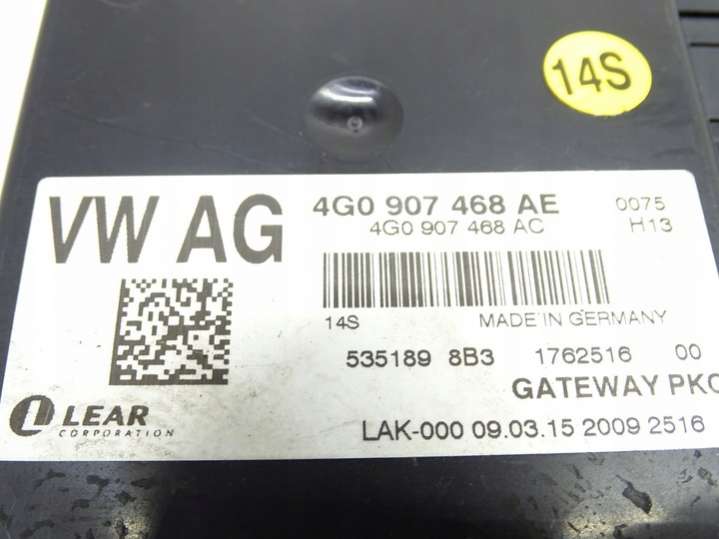 14S
VW AG
4G0 907 468 AE 0075
4G0 907 468 AC H13
14S MADE IN GERMANY
535189 8B3 1762516 00
GATEWAY PKO
LEAR
CORPORATION
LAK-000 09.03.15 2009 2516